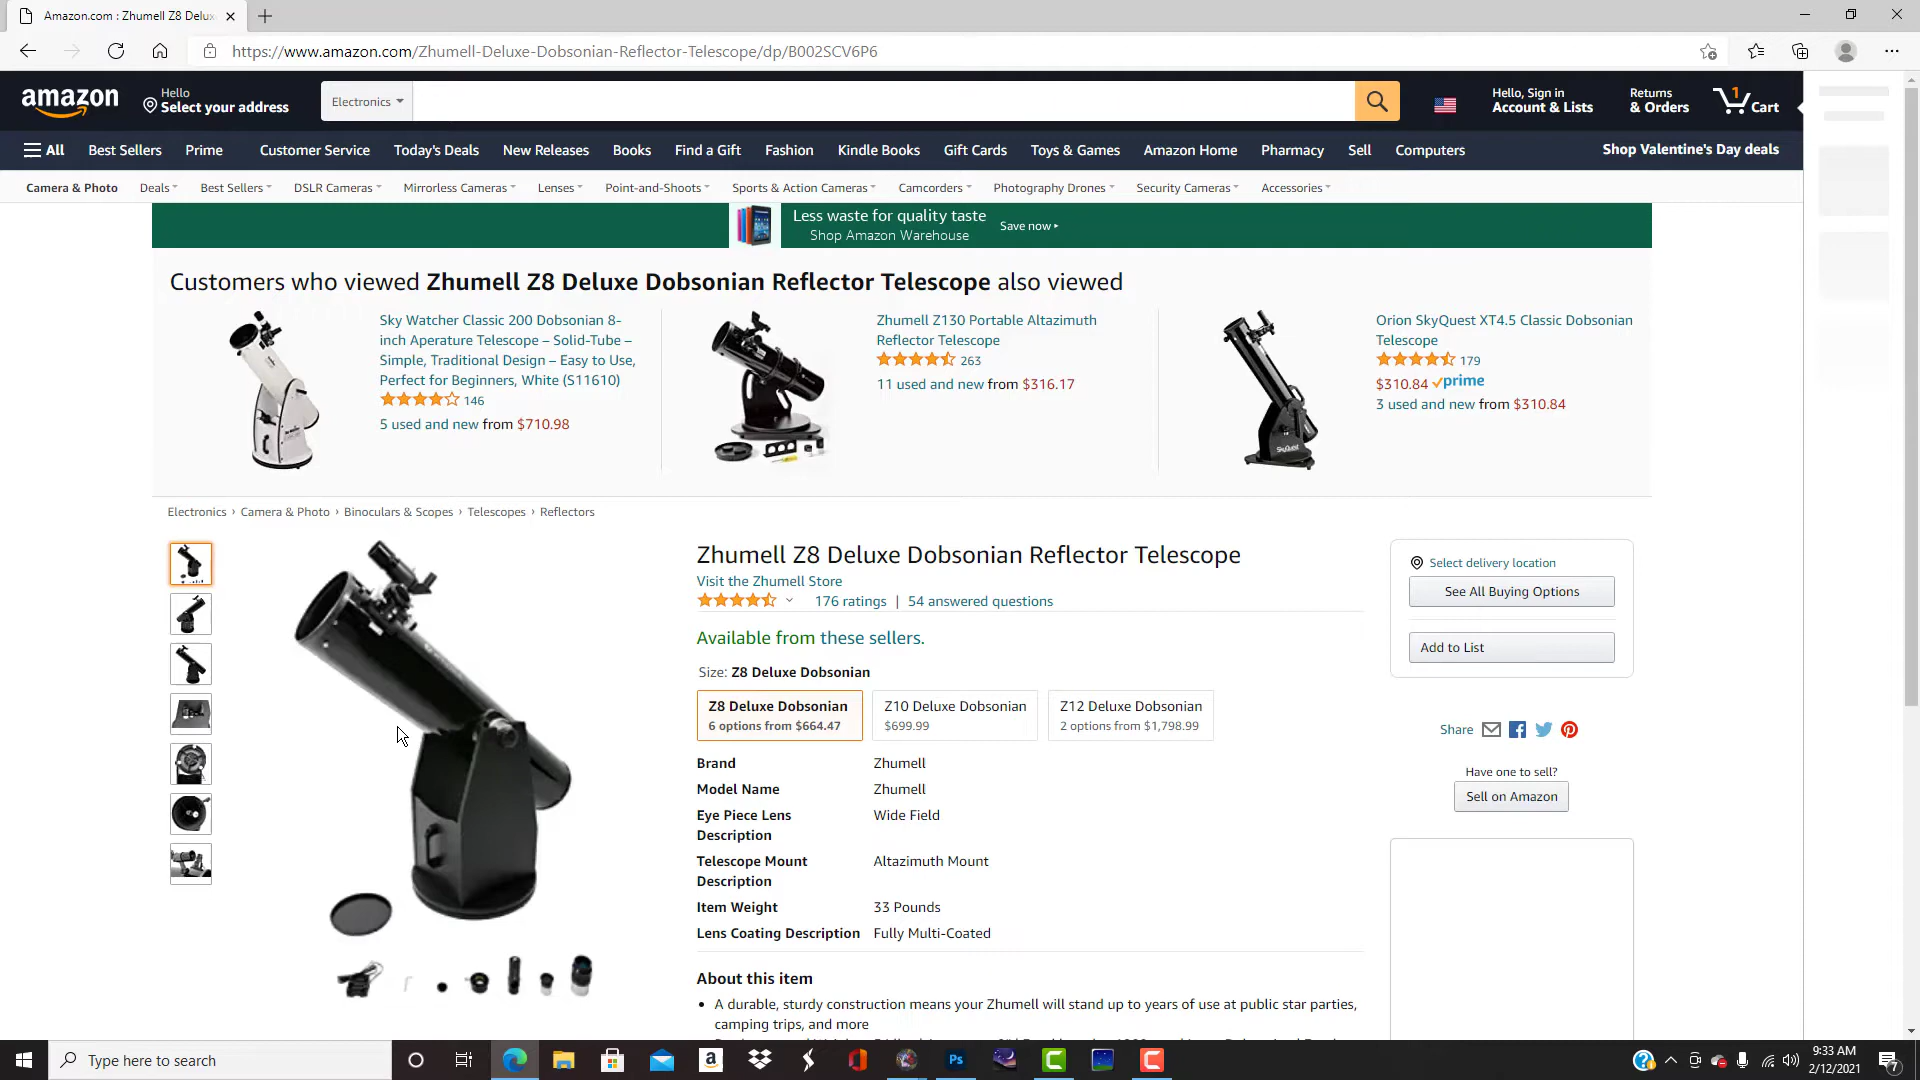 Amazon.com : Zhumell Z8 Delux
https://www.amazon.com/Zhumell-Deluxe-Dobsonian-Reflector-Telescope/dp/B002SCV6P6
amazon
Hello
Select your address
Electronics
Hello, Sign in
Account & Lists
Returns
& Orders
1
Cart
All
Best Sellers
Prime
Customer Service
Today's Deals
New Releases
Books
Find a Gift
Fashion
Kindle Books
Gift Cards
Toys & Games
Amazon Home
Pharmacy
Sell
Computers
Shop Valentine's Day deals
Camera & Photo
Deals
Best Sellers
DSLR Cameras
Mirrorless Cameras
Lenses
Point-and-Shoots
Sports & Action Cameras
Camcorders
Photography Drones
Security Cameras
Accessories
Less waste for quality taste
Shop Amazon Warehouse
Save now
Customers who viewed Zhumell Z8 Deluxe Dobsonian Reflector Telescope also viewed
Sky Watcher Classic 200 Dobsonian 8-
inch Aperature Telescope – Solid-Tube –
Simple, Traditional Design – Easy to Use,
Perfect for Beginners, White (S11610)
146
5 used and new from $710.98
Zhumell Z130 Portable Altazimuth
Reflector Telescope
263
11 used and new from $316.17
Orion SkyQuest XT4.5 Classic Dobsonian
Telescope
179
$310.84 prime
3 used and new from $310.84
Electronics › Camera & Photo › Binoculars & Scopes › Telescopes › Reflectors
Zhumell Z8 Deluxe Dobsonian Reflector Telescope
Visit the Zhumell Store
176 ratings | 54 answered questions
Available from these sellers.
Size: Z8 Deluxe Dobsonian
Z8 Deluxe Dobsonian
6 options from $664.47
Z10 Deluxe Dobsonian
$699.99
Z12 Deluxe Dobsonian
2 options from $1,798.99
Brand Zhumell
Model Name Zhumell
Eye Piece Lens Wide Field
Description
Telescope Mount Altazimuth Mount
Description
Item Weight 33 Pounds
Lens Coating Description Fully Multi-Coated
About this item
• A durable, sturdy construction means your Zhumell will stand up to years of use at public star parties,
camping trips, and more
Select delivery location
See All Buying Options
Add to List
Share
Have one to sell?
Sell on Amazon
Type here to search
Ps
9:33 AM
2/12/2021
7